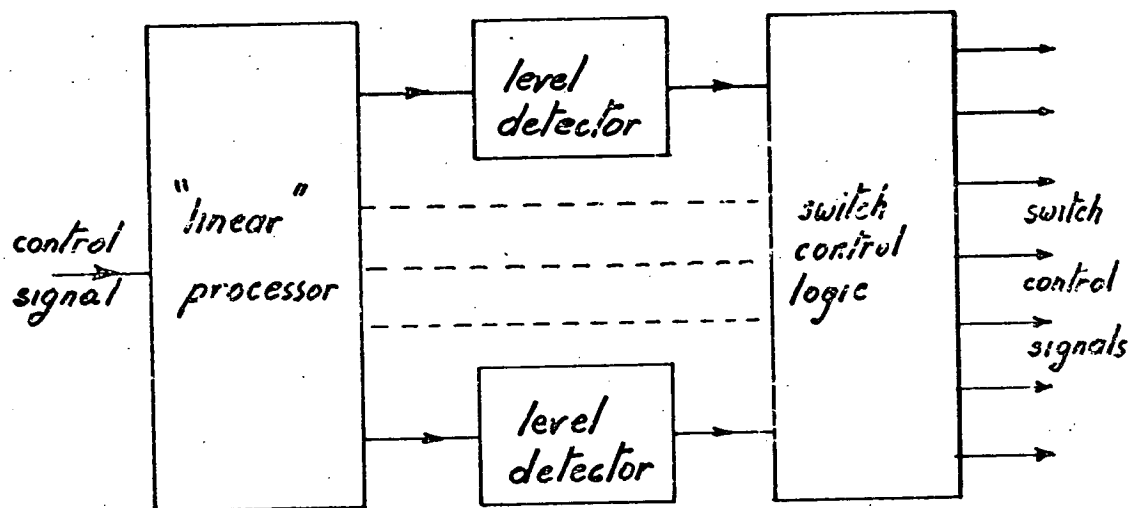 control
signal
"linear"
processor
level
detector
level
detector
switch
control
logic
switch
control
signals